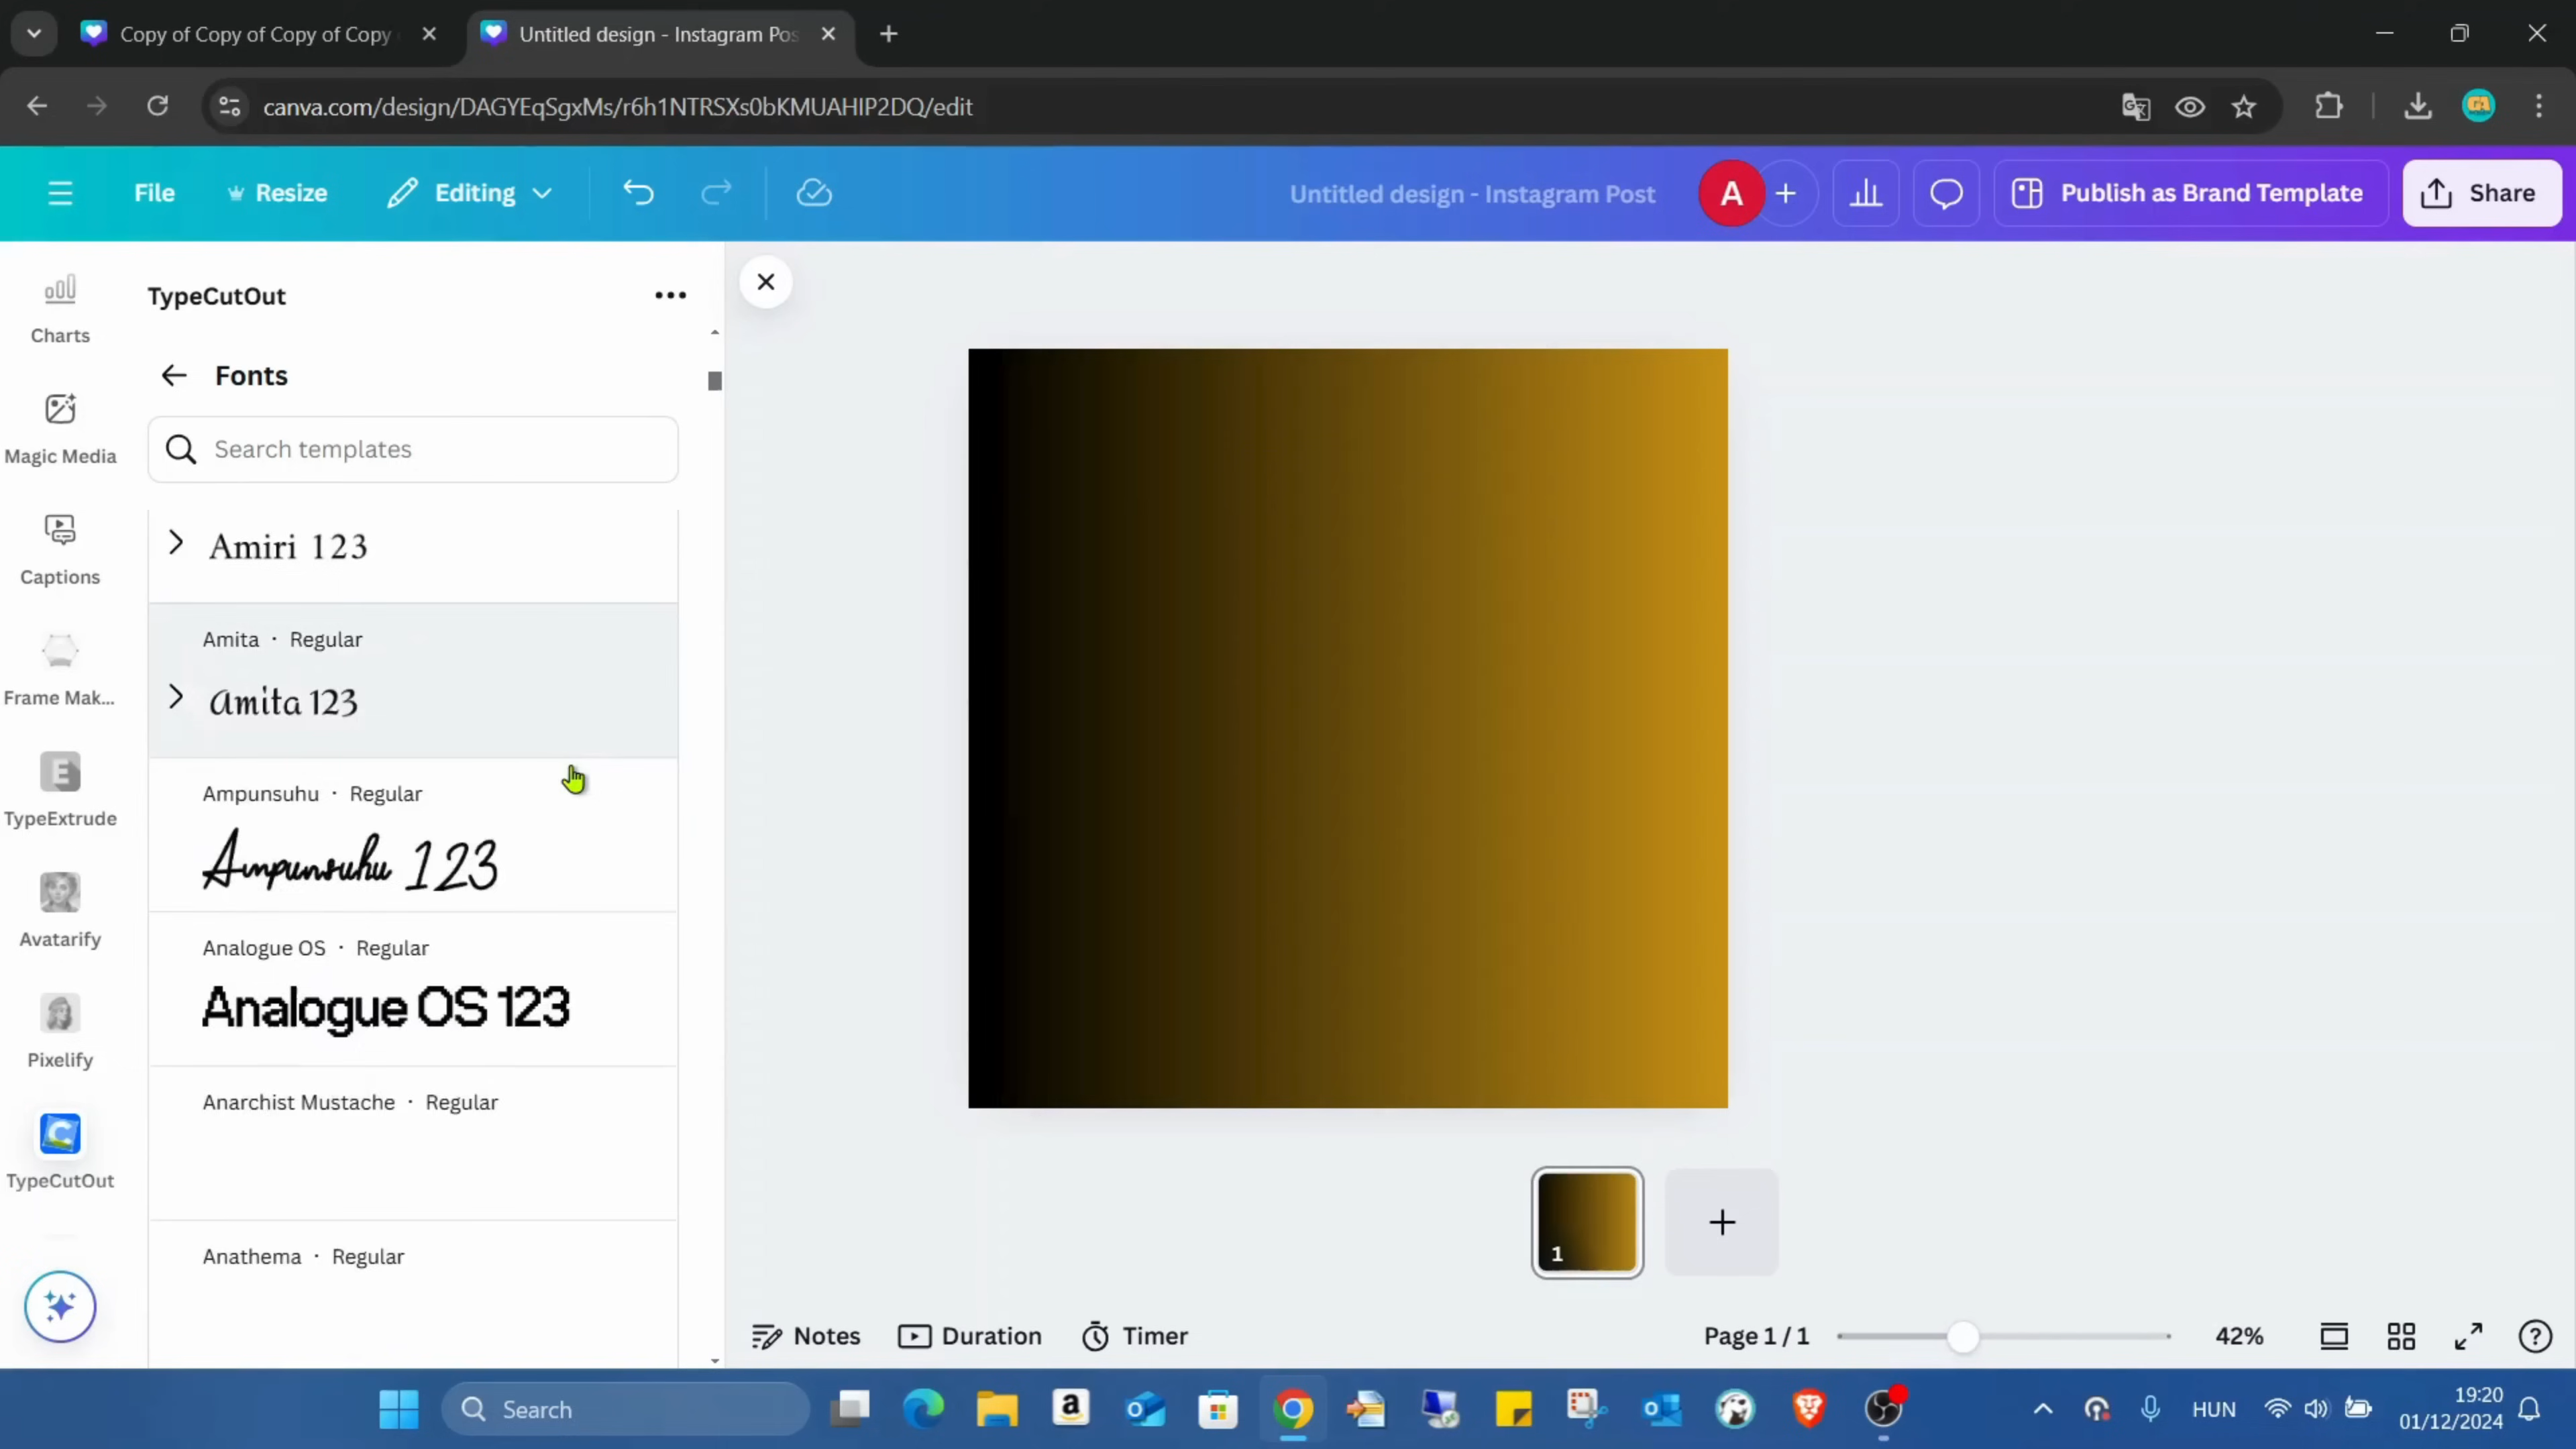 Copy of Copy of Copy of Copy
Untitled design - Instagram Pos
canva.com/design/DAGYEqSgxMs/r6h1NTRSXs0bKMUAHIP2DQ/edit
File
Resize
Editing
Untitled design - Instagram Post
A
Publish as Brand Template
Share
Charts
Magic Media
Captions
Frame Mak...
TypeExtrude
Avatarify
Pixelify
TypeCutOut
TypeCutOut
Fonts
Search templates
Amiri 123
Amita · Regular
Amita 123
Ampunsuhu · Regular
Ampunsuhu 123
Analogue OS · Regular
Analogue OS 123
Anarchist Mustache · Regular
Anathema · Regular
1
Notes
Duration
Timer
Page 1 / 1
42%
Search
HUN
19:20
01/12/2024